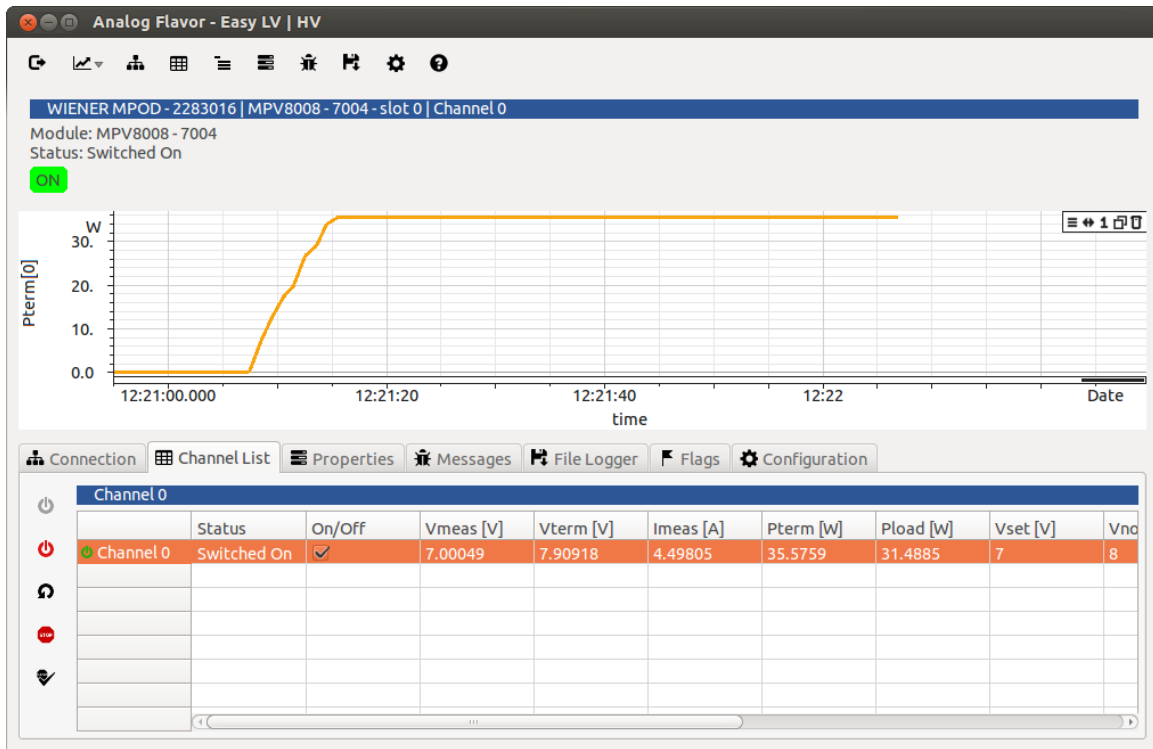 Analog Flavor - Easy LV | HV
WIENER MPOD - 2283016 | MPV8008 - 7004 - slot 0 | Channel 0
Module: MPV8008 - 7004
Status: Switched On
ON
W
30.
20.
10.
0.0
Pterm[0]
1
12:21:00.000 12:21:20 12:21:40 12:22 Date
time
Connection Channel List Properties Messages File Logger Flags Configuration
Channel 0
Status On/Off Vmeas [V] Vterm [V] Imeas [A] Pterm [W] Pload [W] Vset [V] Vno
Channel 0 Switched On 7.00049 7.90918 4.49805 35.5759 31.4885 7 8
STOP